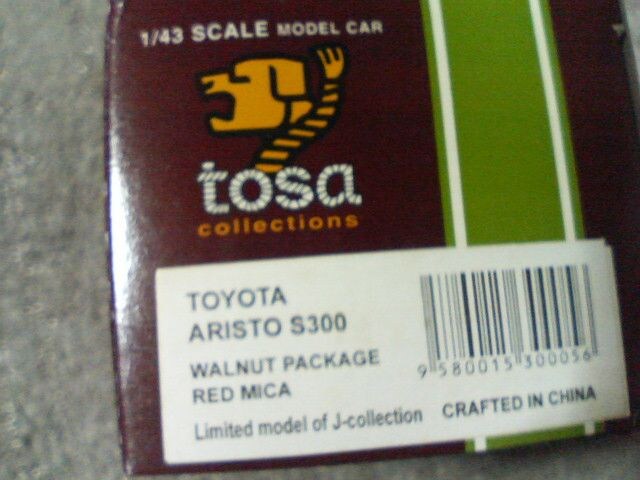 1/43 SCALE MODEL CAR
tosa
collections
TOYOTA
ARISTO S300
WALNUT PACKAGE
RED MICA
Limited model of J-collection
9 580015 300056
CRAFTED IN CHINA